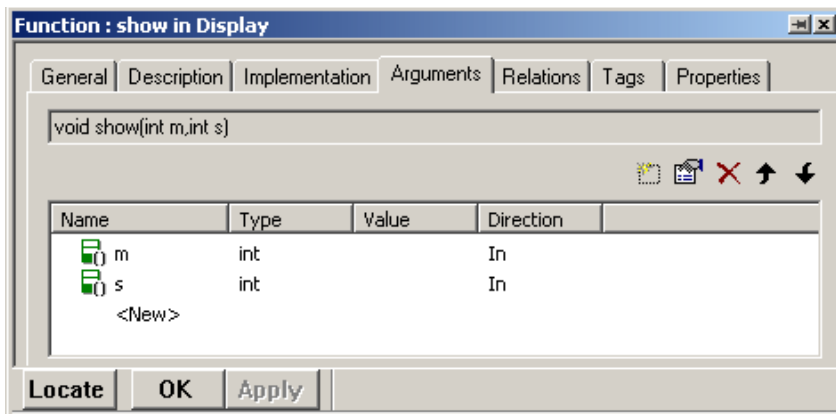 Function : show in Display
General Description Implementation Arguments Relations Tags Properties
void show(int m,int s)
Name Type Value Direction
m int In
s int In
<New>
Locate OK Apply